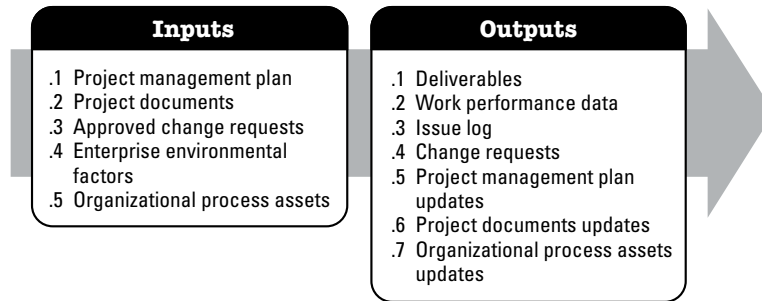 Inputs
.1 Project management plan
.2 Project documents
.3 Approved change requests
.4 Enterprise environmental
factors
.5 Organizational process assets
Outputs
.1 Deliverables
.2 Work performance data
.3 Issue log
.4 Change requests
.5 Project management plan
updates
.6 Project documents updates
.7 Organizational process assets
updates